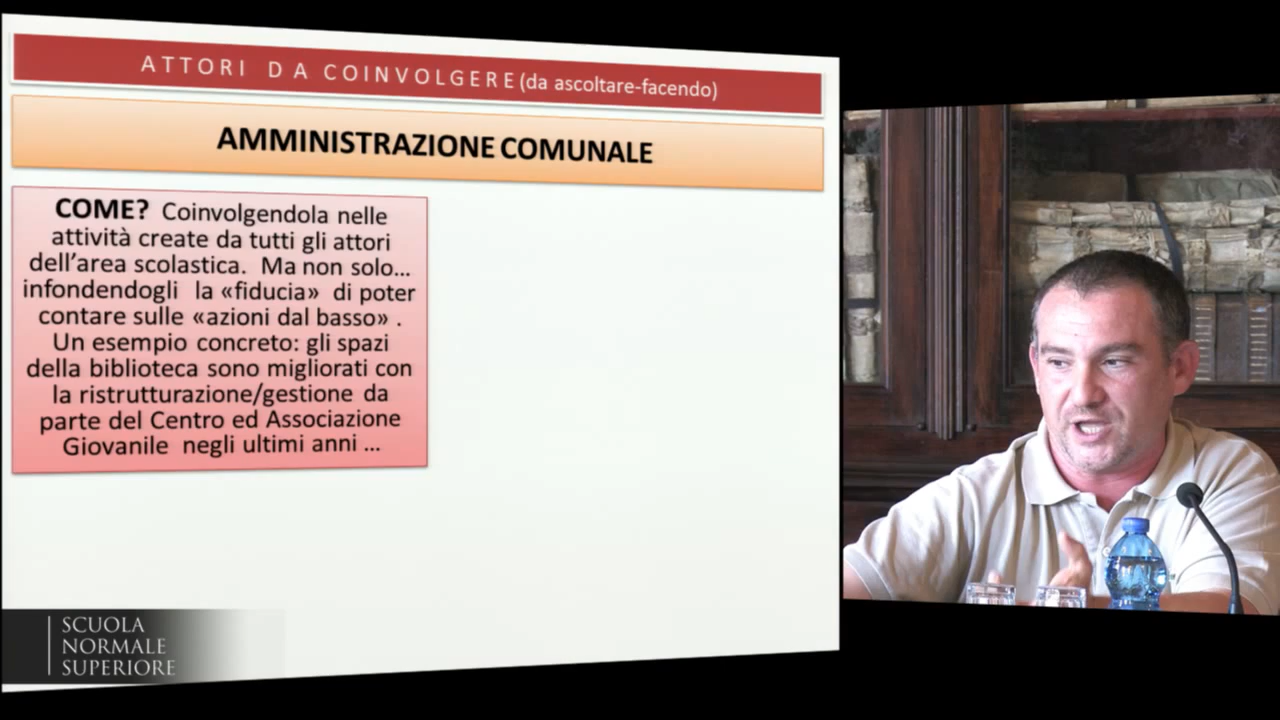 ATTORI DA COINVOLGERE (da ascoltare-facendo)
AMMINISTRAZIONE COMUNALE
COME? Coinvolgendola nelle
attività create da tutti gli attori
dell’area scolastica. Ma non solo...
infondendogli la «fiducia» di poter
contare sulle «azioni dal basso» .
Un esempio concreto: gli spazi
della biblioteca sono migliorati con
la ristrutturazione/gestione da
parte del Centro ed Associazione
Giovanile negli ultimi anni ...
SCUOLA
NORMALE
SUPERIORE